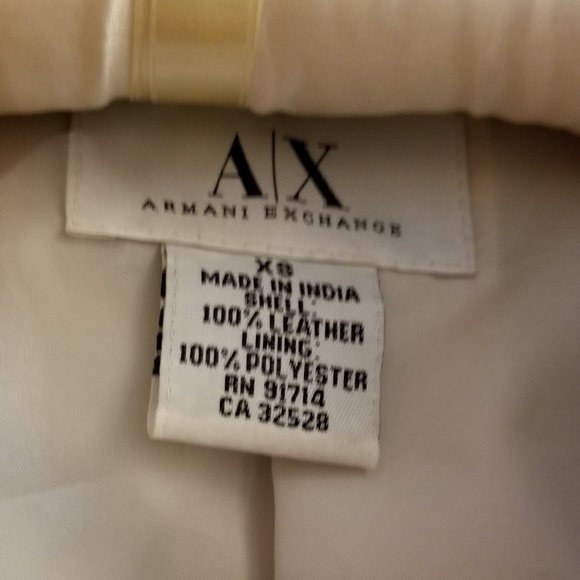 A|X
ARMANI EXCHANGE
XS
MADE IN INDIA
SHELL:
100% LEATHER
LINING:
100% POLYESTER
RN 91714
CA 32528